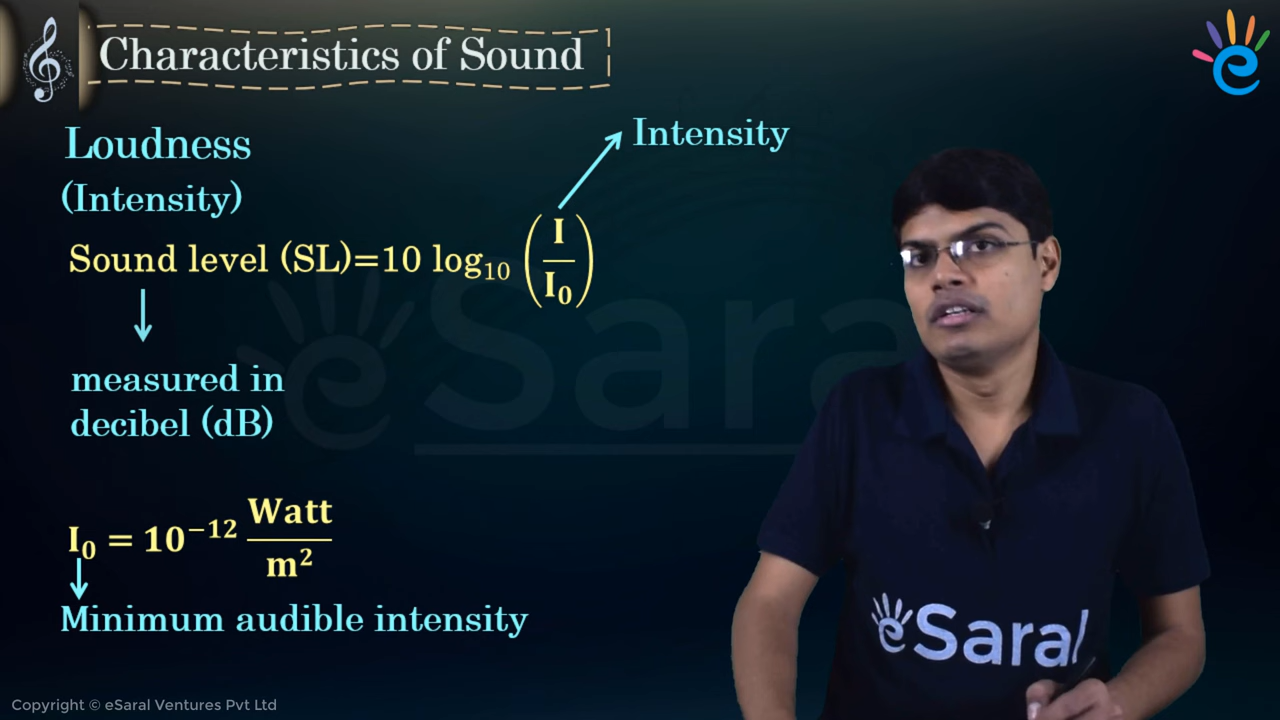 Characteristics of Sound
Loudness
(Intensity)
Intensity
Sound level (SL)=10 log₁₀ (I/I₀)
measured in
decibel (dB)
I₀ = 10⁻¹² Watt/m²
Minimum audible intensity
eSaral
eSaral
Copyright © eSaral Ventures Pvt Ltd